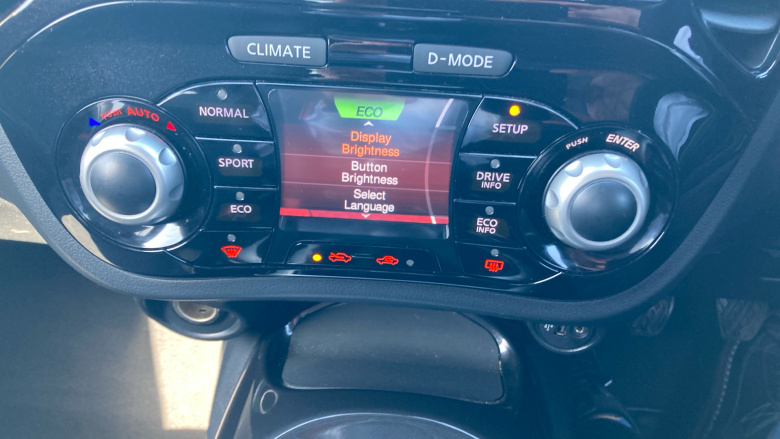 CLIMATE
D-MODE
AUTO
NORMAL
SPORT
ECO
ECO
Display
Brightness
Button
Brightness
Select
Language
SETUP
DRIVE
INFO
ECO
INFO
PUSH ENTER